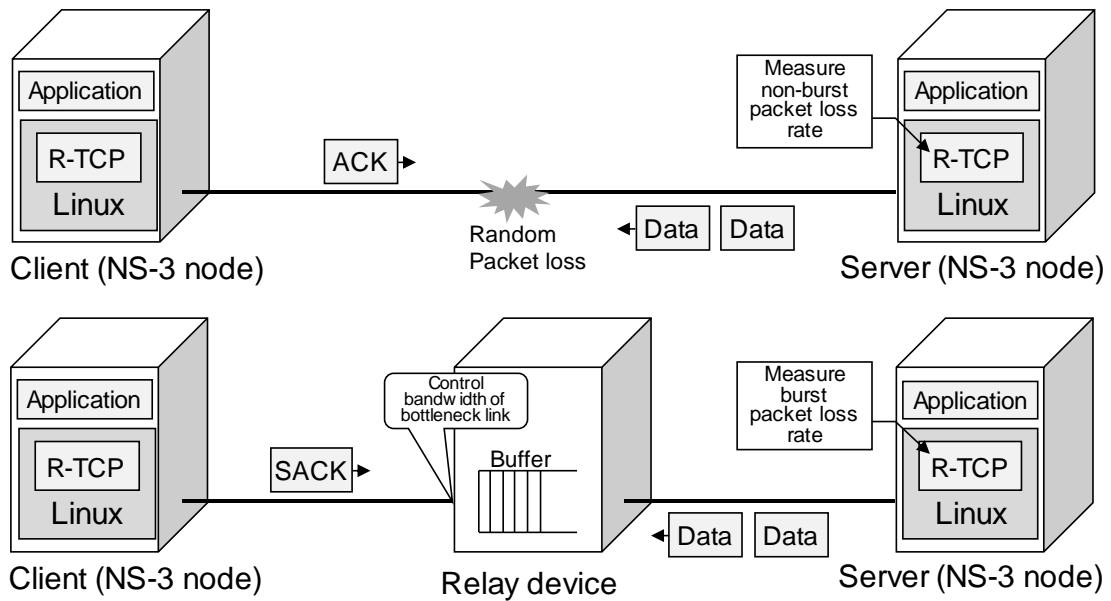 Application
R-TCP
Linux
Client (NS-3 node)
ACK
Random
Packet loss
Data
Data
Measure
non-burst
packet loss
rate
Application
R-TCP
Linux
Server (NS-3 node)
Application
R-TCP
Linux
Client (NS-3 node)
SACK
Control
bandwidth of
bottleneck link
Buffer
Relay device
Data
Data
Measure
burst
packet loss
rate
Application
R-TCP
Linux
Server (NS-3 node)